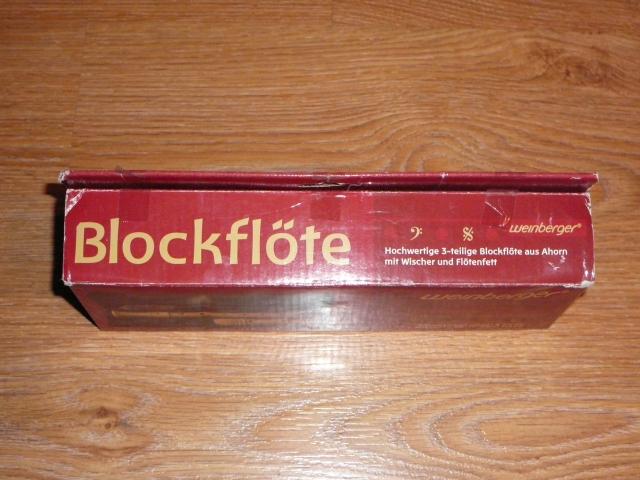 Blockflöte
weinberger®
Hochwertige 3-teilige Blockflöte aus Ahorn
mit Wischer und Flötenfett
weinberger